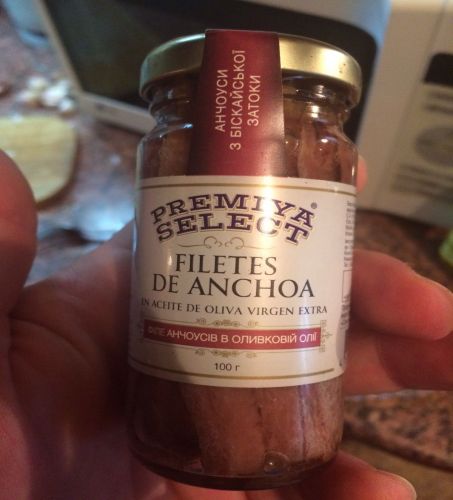 АНЧОУСИ
З БІСКАЙСЬКОЇ
ЗАТОКИ
PREMIYA®
SELECT
FILETES
DE ANCHOA
EN ACEITE DE OLIVA VIRGEN EXTRA
ФІЛЕ АНЧОУСІВ В ОЛИВКОВІЙ ОЛІЇ
100 г